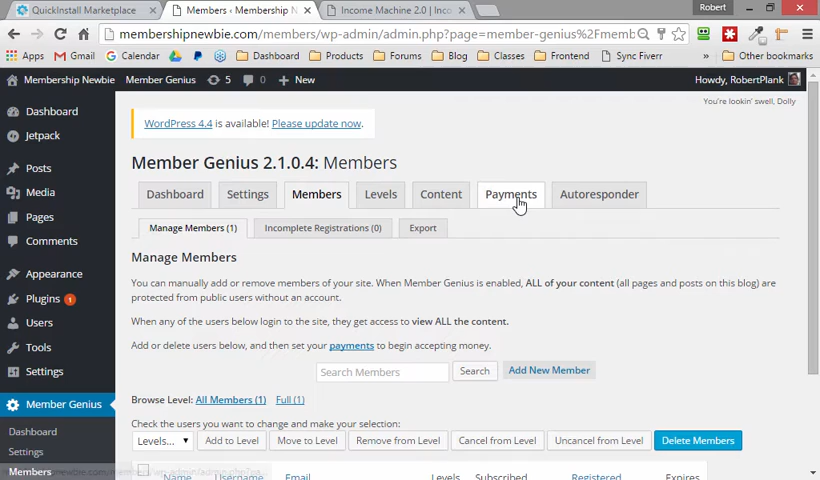 QuickInstall Marketplace
Members ‹ Membership N
Income Machine 2.0 | Inco
Robert
membershipnewbie.com/members/wp-admin/admin.php?page=member-genius%2Fmemb
Apps
Gmail
Calendar
Dashboard
Products
Forums
Blog
Classes
Frontend
Sync Fiverr
»
Other bookmarks
Membership Newbie
Member Genius
5
0
+ New
Howdy, RobertPlank
You're lookin' swell, Dolly
Dashboard
Jetpack
Posts
Media
Pages
Comments
Appearance
Plugins 1
Users
Tools
Settings
Member Genius
Dashboard
Settings
Members
WordPress 4.4 is available! Please update now.
Member Genius 2.1.0.4: Members
Dashboard
Settings
Members
Levels
Content
Payments
Autoresponder
Manage Members (1)
Incomplete Registrations (0)
Export
Manage Members
You can manually add or remove members of your site. When Member Genius is enabled, ALL of your content (all pages and posts on this blog) are
protected from public users without an account.
When any of the users below login to the site, they get access to view ALL the content.
Add or delete users below, and then set your payments to begin accepting money.
Search Members
Search
Add New Member
Browse Level: All Members (1) Full (1)
Check the users you want to change and make your selection:
Levels...
Add to Level
Move to Level
Remove from Level
Cancel from Level
Uncancel from Level
Delete Members
Name
Username
Email
Levels
Subscribed
Registered
Expires